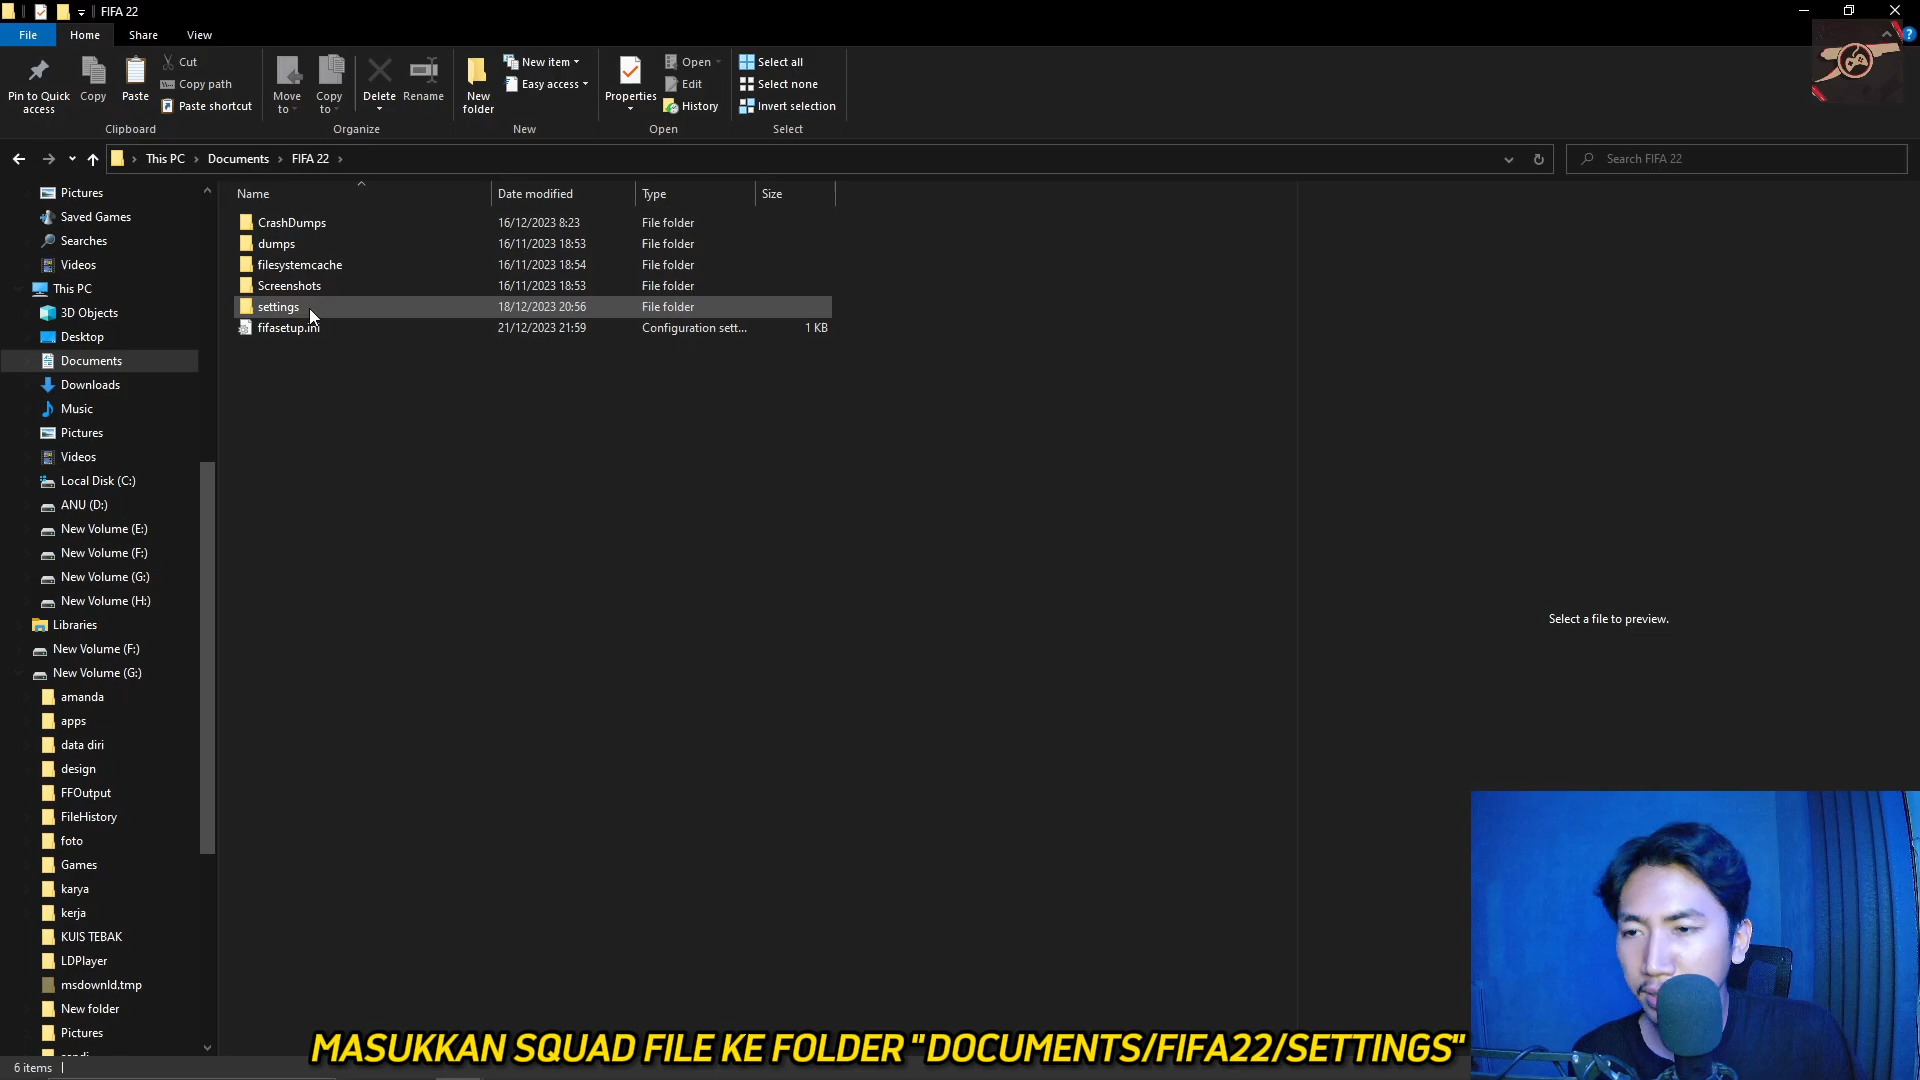 FIFA 22
File
Home
Share
View
Pin to Quick
access
Copy
Paste
Cut
Copy path
Paste shortcut
Clipboard
Move
to
Copy
to
Delete
Rename
Organize
New
folder
New item
Easy access
New
Properties
Open
Edit
History
Open
Select all
Select none
Invert selection
Select
This PC
Documents
FIFA 22
Search FIFA 22
Pictures
Saved Games
Searches
Videos
This PC
3D Objects
Desktop
Documents
Downloads
Music
Pictures
Videos
Local Disk (C:)
ANU (D:)
New Volume (E:)
New Volume (F:)
New Volume (G:)
New Volume (H:)
Libraries
New Volume (F:)
New Volume (G:)
amanda
apps
data diri
design
FFOutput
FileHistory
foto
Games
karya
kerja
KUIS TEBAK
LDPlayer
msdownld.tmp
New folder
Pictures
Name Date modified Type Size
CrashDumps 16/12/2023 8:23 File folder
dumps 16/11/2023 18:53 File folder
filesystemcache 16/11/2023 18:54 File folder
Screenshots 16/11/2023 18:53 File folder
settings 18/12/2023 20:56 File folder
fifasetup.ini 21/12/2023 21:59 Configuration sett... 1 KB
Select a file to preview.
MASUKKAN SQUAD FILE KE FOLDER "DOCUMENTS/FIFA22/SETTINGS"
6 items